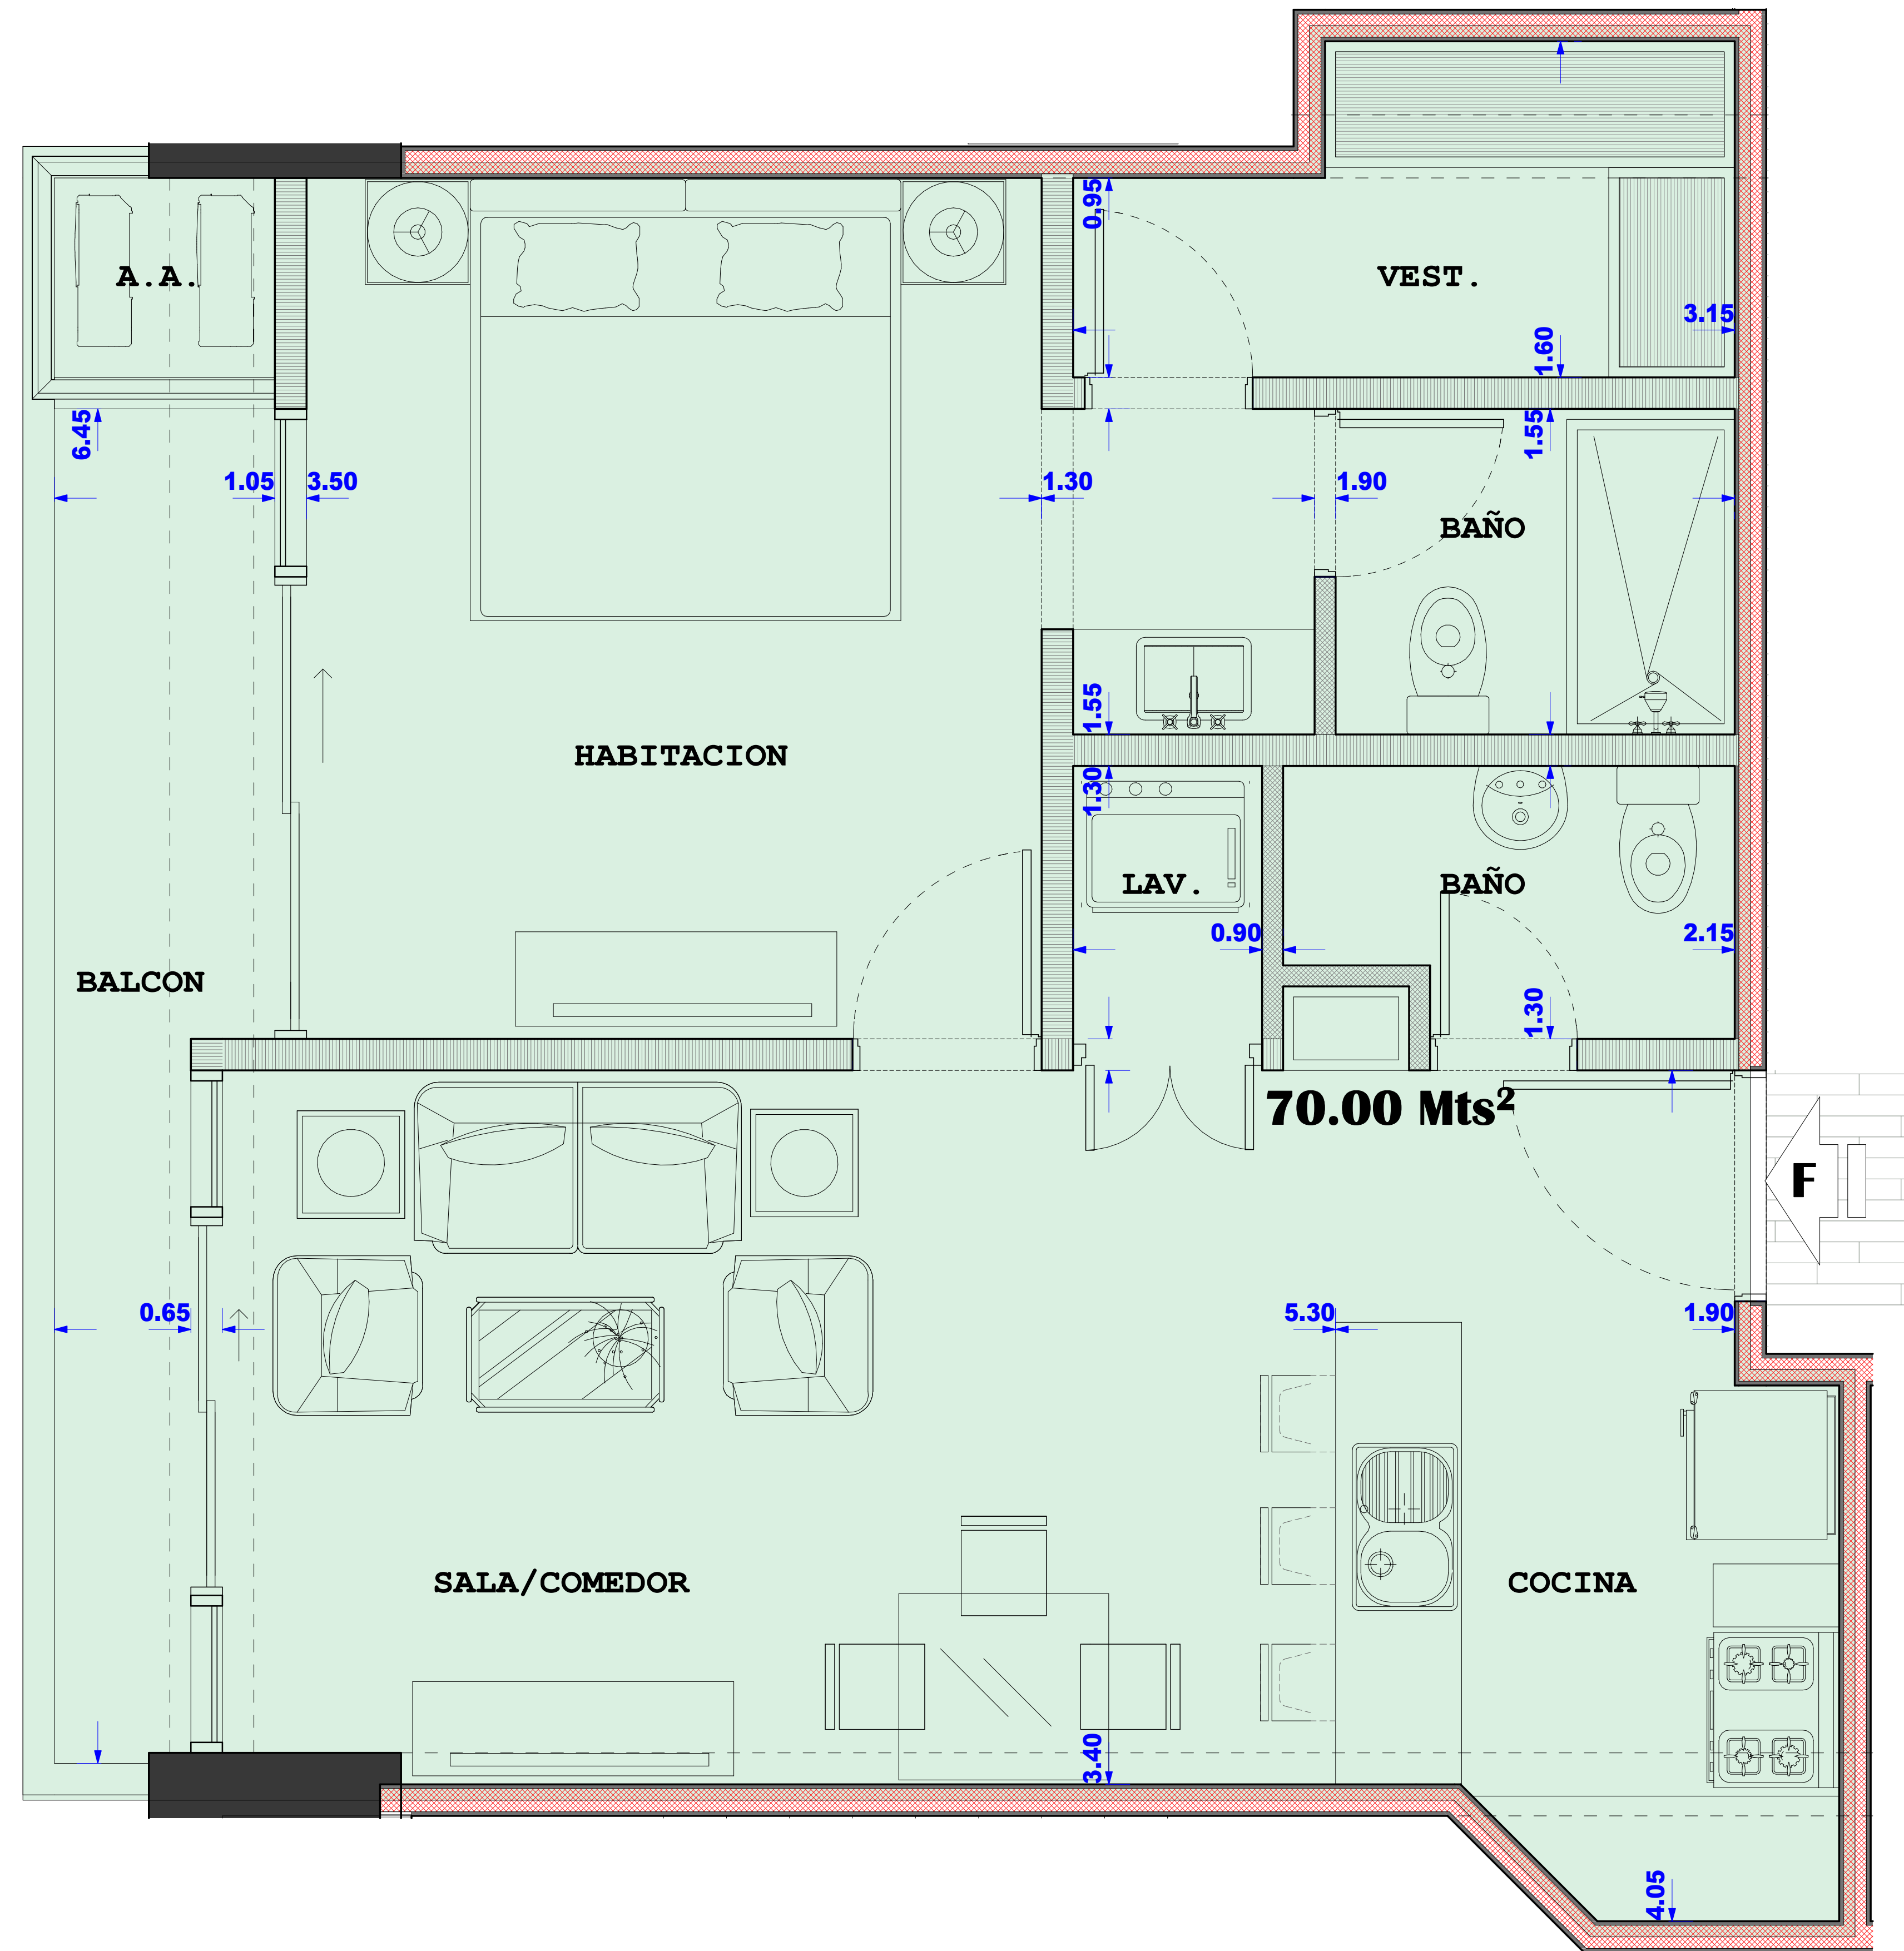 0.95
A.A.
VEST.
3.15
1.60
6.45
1.55
1.05
3.50
1.30
1.90
BAÑO
1.55
HABITACION
1.30
LAV.
BAÑO
0.90
2.15
BALCON
1.30
70.00 Mts²
F
0.65
5.30
1.90
SALA/COMEDOR
COCINA
3.40
4.05